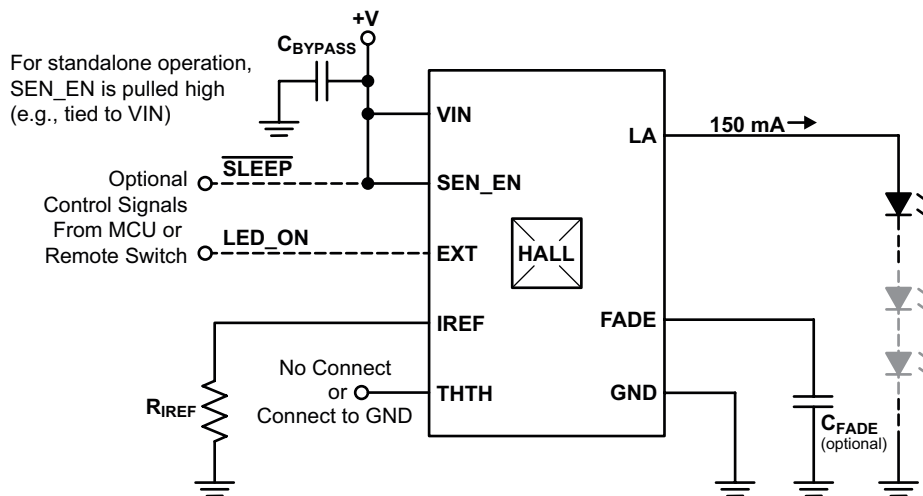 +V
CBYPASS
For standalone operation,
SEN_EN is pulled high
(e.g., tied to VIN)
VIN
LA
150 mA
SLEEP
SEN_EN
Optional
Control Signals
From MCU or
Remote Switch
LED_ON
EXT
HALL
IREF
FADE
No Connect
or
Connect to GND
THTH
GND
RIREF
CFADE
(optional)